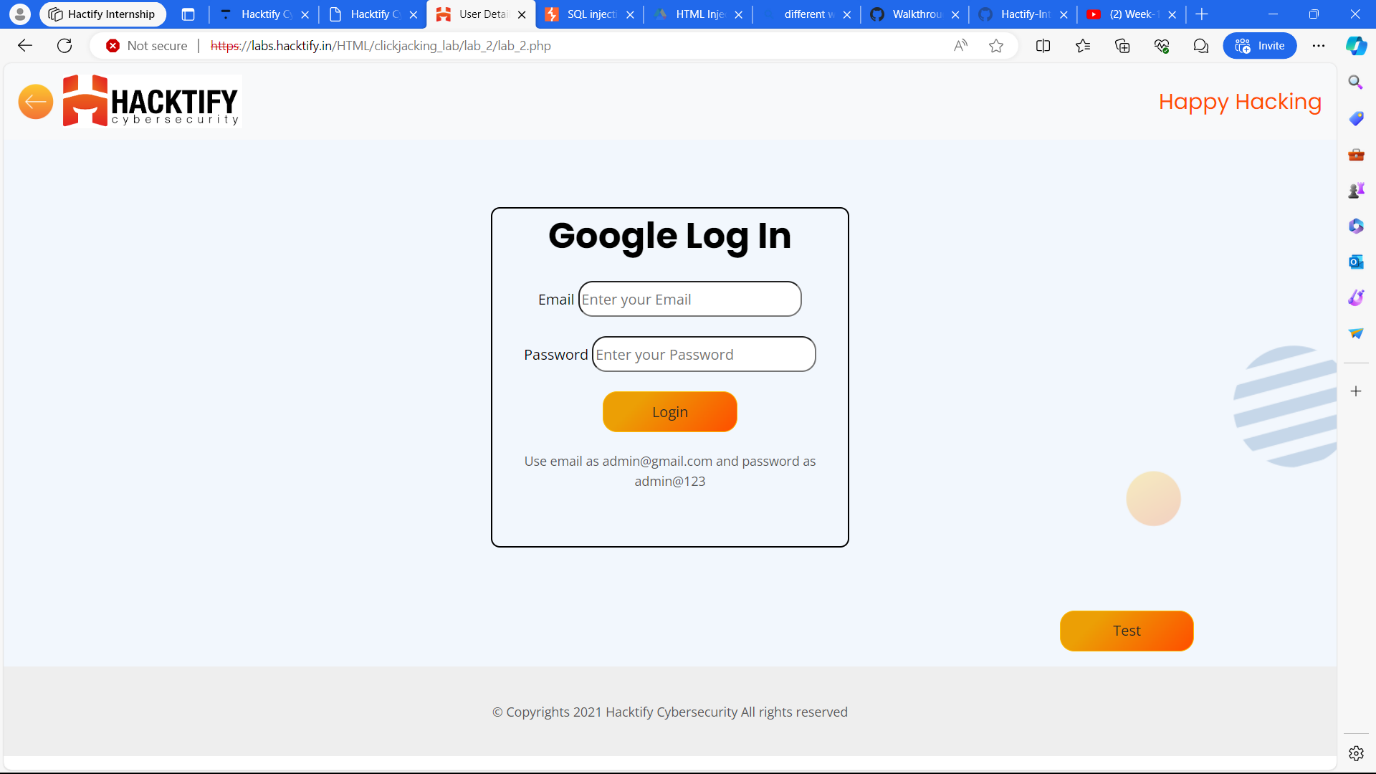 Hactify Internship
Hacktify C
Hacktify C
User Detai
SQL injecti
HTML Inje
different w
Walkthrou
Hactify-Int
(2) Week-1
Not secure
https://labs.hacktify.in/HTML/clickjacking_lab/lab_2/lab_2.php
Invite
HACKTIFY
cybersecurity
Happy Hacking
Google Log In
Email Enter your Email
Password Enter your Password
Login
Use email as admin@gmail.com and password as
admin@123
Test
© Copyrights 2021 Hacktify Cybersecurity All rights reserved